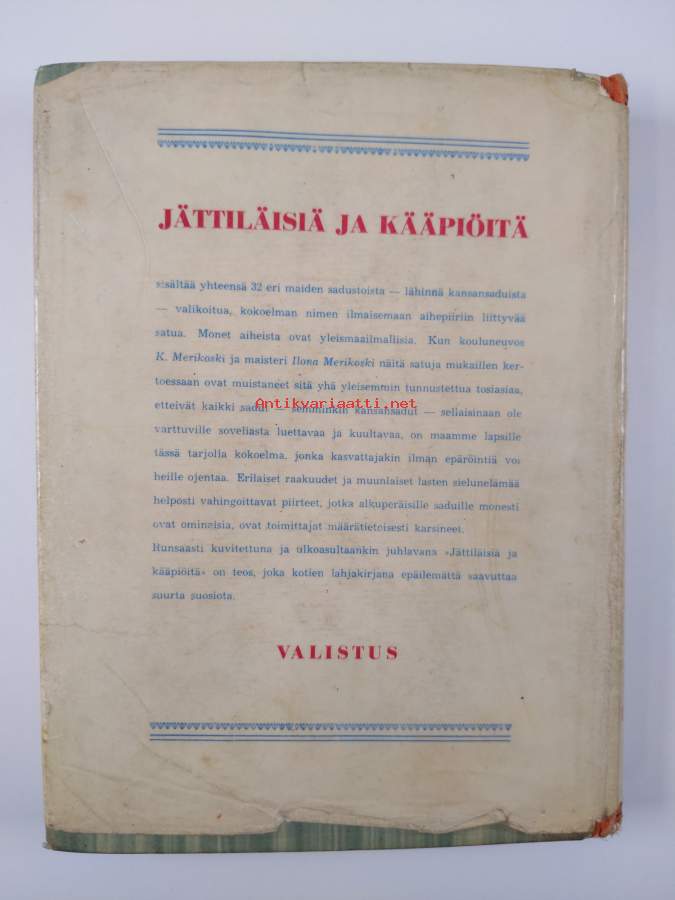 JÄTTILÄISIÄ JA KÄÄPIÖITÄ
sisältää yhteensä 32 eri maiden sadustoista — lähinnä kansansaduista
— valikoitua, kokoelman nimen ilmaisemaan aihepiiriin liittyvää
satua. Monet aiheista ovat yleismaailmallisia. Kun kouluneuvos
K. Merikoski ja maisteri Ilona Merikoski näitä satuja mukaillen ker-
toessaan ovat muistaneet sitä yhä yleisemmin tunnustettua tosiasiaa,
Antikvariaatti.net
etteivät kaikki sadut — semminkin kansansadut — sellaisinaan ole
varttuville soveliasta luettavaa ja kuultavaa, on maamme lapsille
tässä tarjolla kokoelma, jonka kasvattajakin ilman epäröintiä voi
heille ojentaa. Erilaiset raakuudet ja muunlaiset lasten sielunelämää
helposti vahingoittavat piirteet, jotka alkuperäisille saduille monesti
ovat ominaisia, ovat toimittajat määrätietoisesti karsineet.
Runsaasti kuvitettuna ja ulkoasultaankin juhlavana »Jättiläisiä ja
kääpiöitä» on teos, joka kotien lahjakirjana epäilemättä saavuttaa
suurta suosiota.
VALISTUS